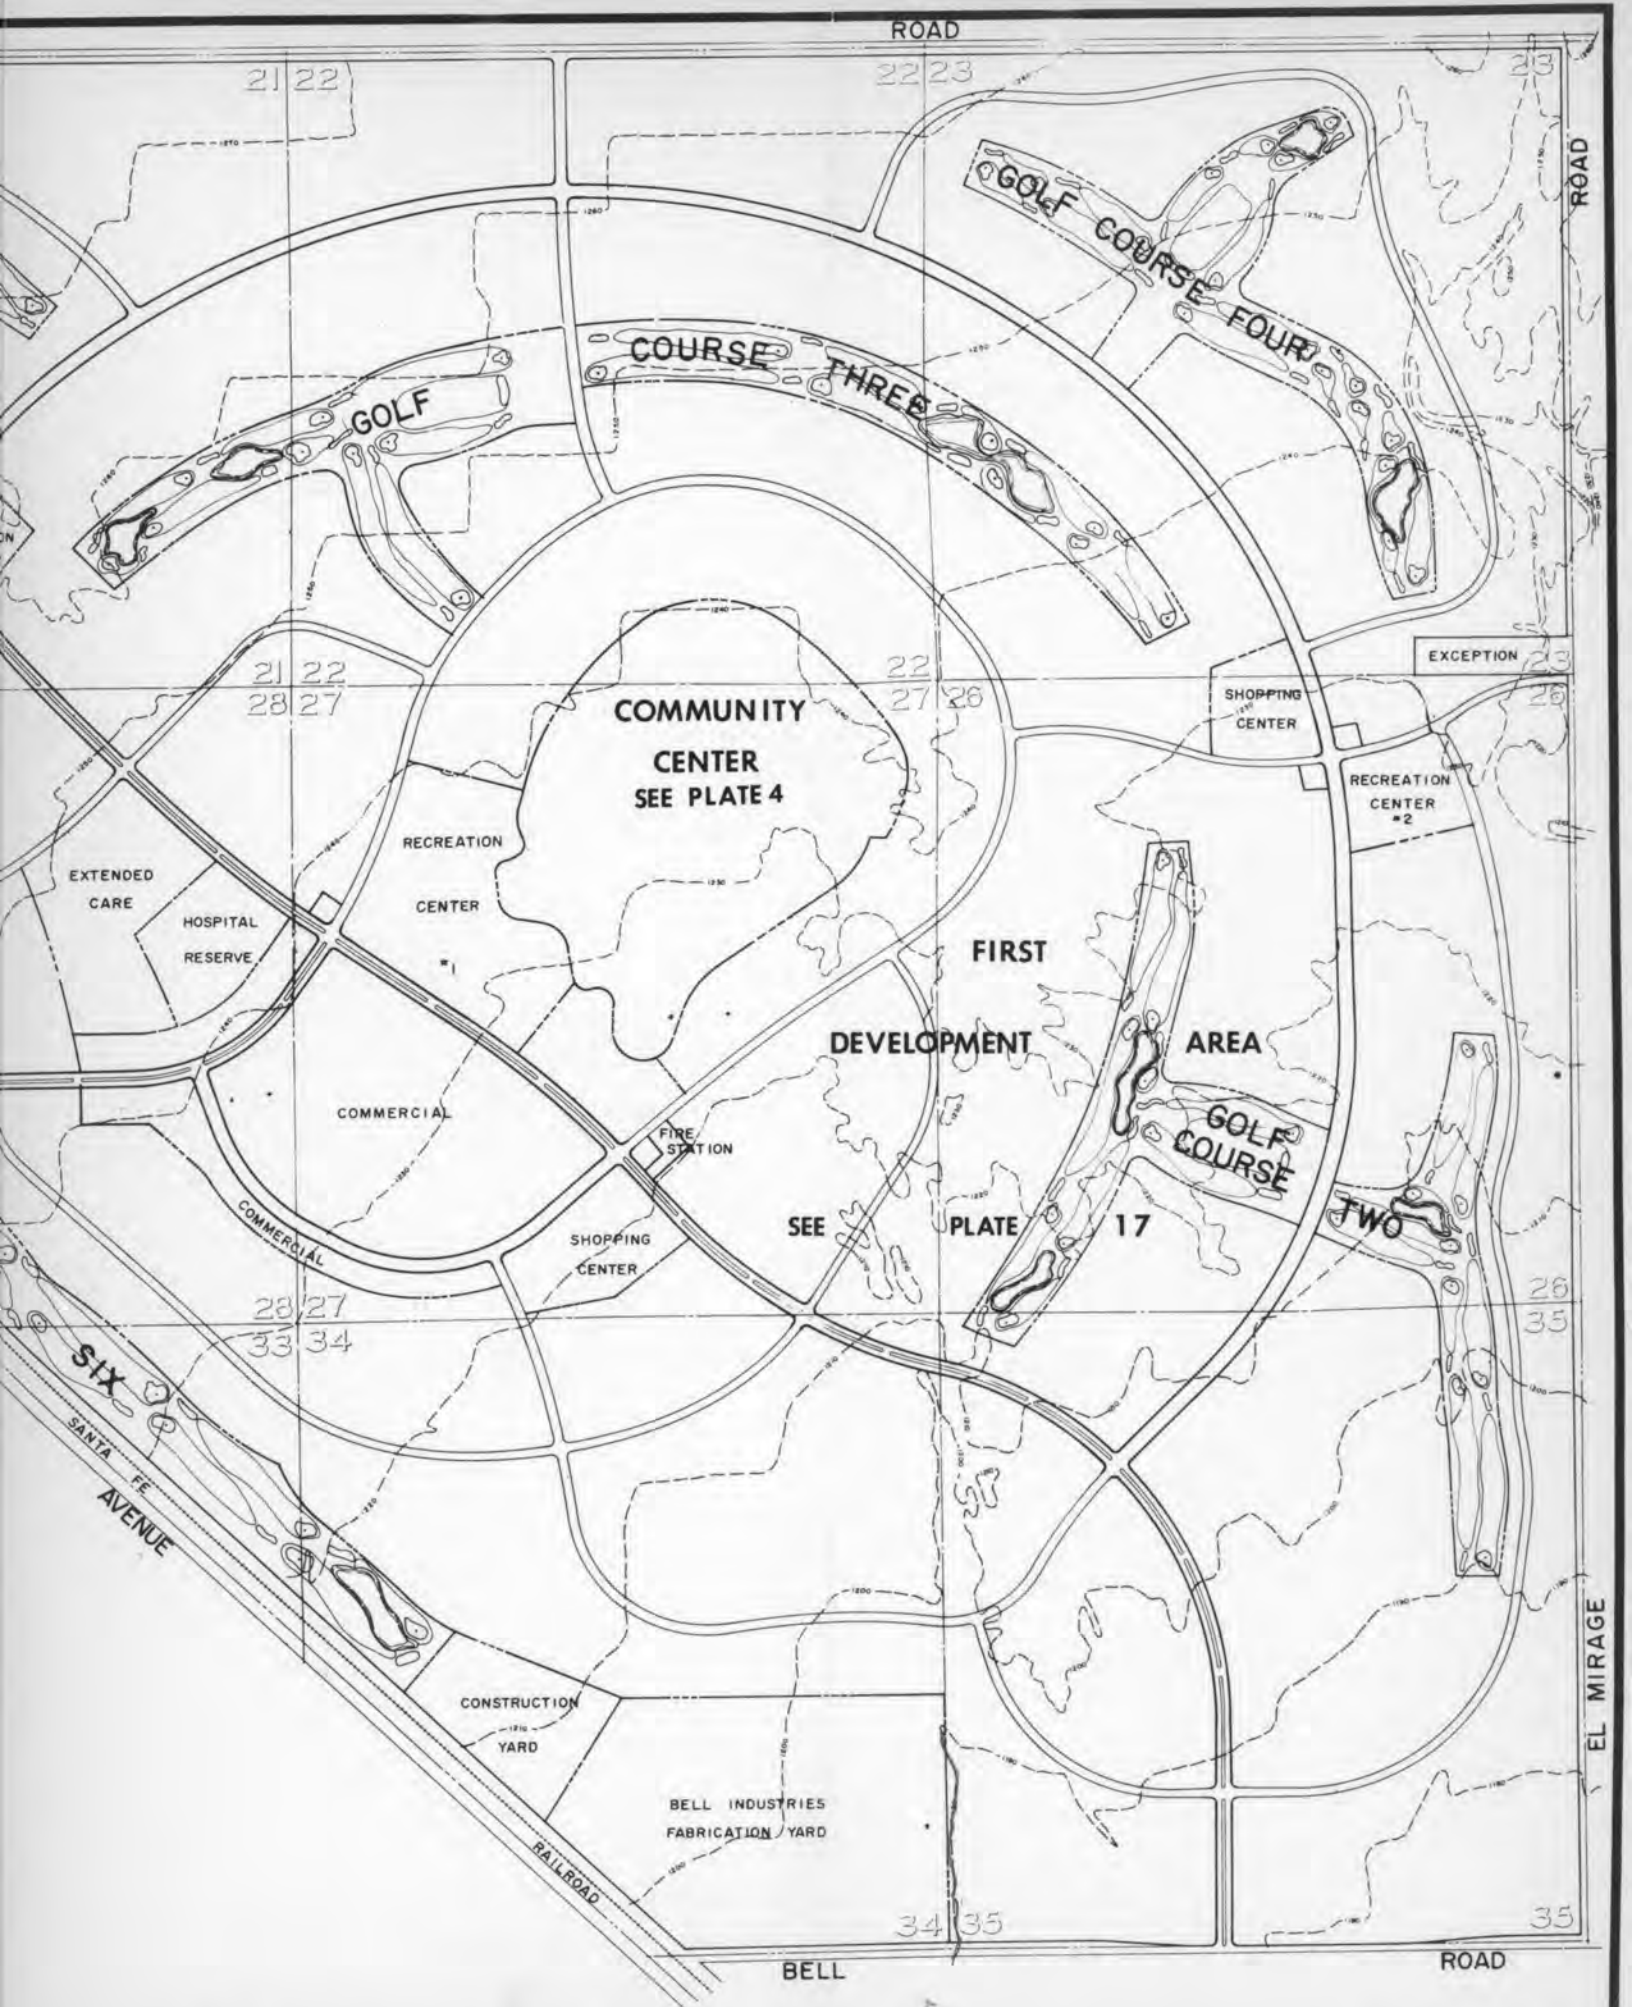 ROAD
21 22
22 23
23
ROAD
GOLF COURSE FOUR
GOLF COURSE THREE
ON
EXCEPTION
23
26
21 22
28 27
22
27 26
SHOPPING
CENTER
COMMUNITY
CENTER
SEE PLATE 4
RECREATION
CENTER
#2
RECREATION
CENTER
#1
EXTENDED
CARE
HOSPITAL
RESERVE
FIRST
DEVELOPMENT AREA
SEE PLATE 17
GOLF
COURSE
TWO
COMMERCIAL
FIRE
STATION
COMMERCIAL
SHOPPING
CENTER
28 27
33 34
26
35
SIX
SANTA FE
AVENUE
CONSTRUCTION
1210
YARD
BELL INDUSTRIES
FABRICATION YARD
RAILROAD
EL MIRAGE
34 35
35
BELL
ROAD